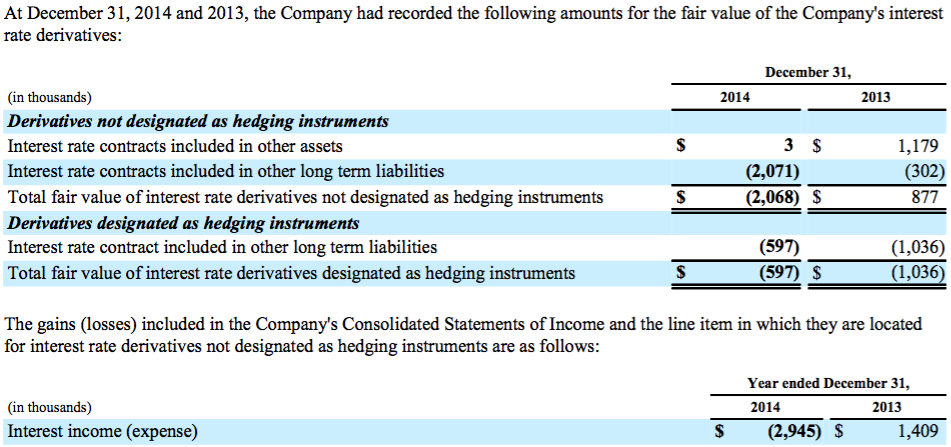 At December 31, 2014 and 2013, the Company had recorded the following amounts for the fair value of the Company's interest
rate derivatives:
December 31,
(in thousands) 2014 2013
Derivatives not designated as hedging instruments
Interest rate contracts included in other assets $ 3 $ 1,179
Interest rate contracts included in other long term liabilities (2,071) (302)
Total fair value of interest rate derivatives not designated as hedging instruments $ (2,068) $ 877
Derivatives designated as hedging instruments
Interest rate contract included in other long term liabilities (597) (1,036)
Total fair value of interest rate derivatives designated as hedging instruments $ (597) $ (1,036)
The gains (losses) included in the Company's Consolidated Statements of Income and the line item in which they are located
for interest rate derivatives not designated as hedging instruments are as follows:
Year ended December 31,
(in thousands) 2014 2013
Interest income (expense) $ (2,945) $ 1,409